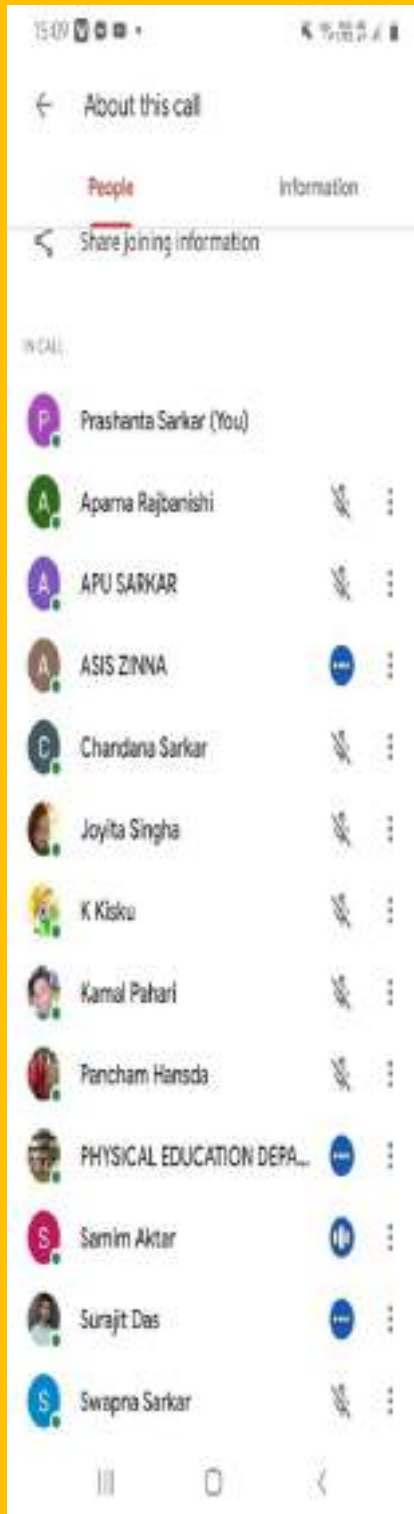 15:09
About this call
People
Information
Share joining information
IN CALL
P
Prashanta Sarkar (You)
A
Aparna Rajbanishi
A
APU SARKAR
A
ASIS ZINNA
C
Chandana Sarkar
Joyita Singha
K Kisku
Kamal Pahari
Pancham Hansda
PHYSICAL EDUCATION DEPA...
S
Samim Aktar
Surajit Das
S
Swapna Sarkar